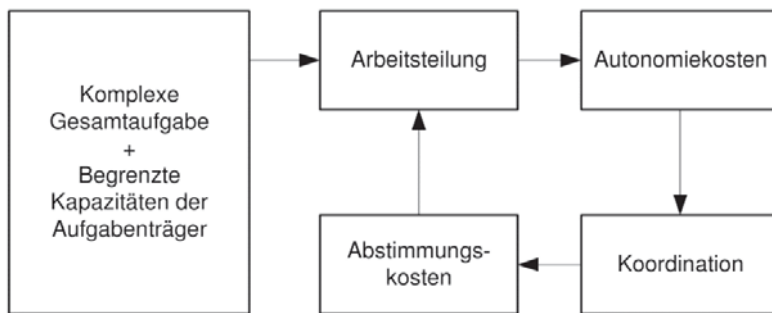 Komplexe
Gesamtaufgabe
+
Begrenzte
Kapazitäten der
Aufgabenträger
Arbeitsteilung
Autonomiekosten
Abstimmungs-
kosten
Koordination